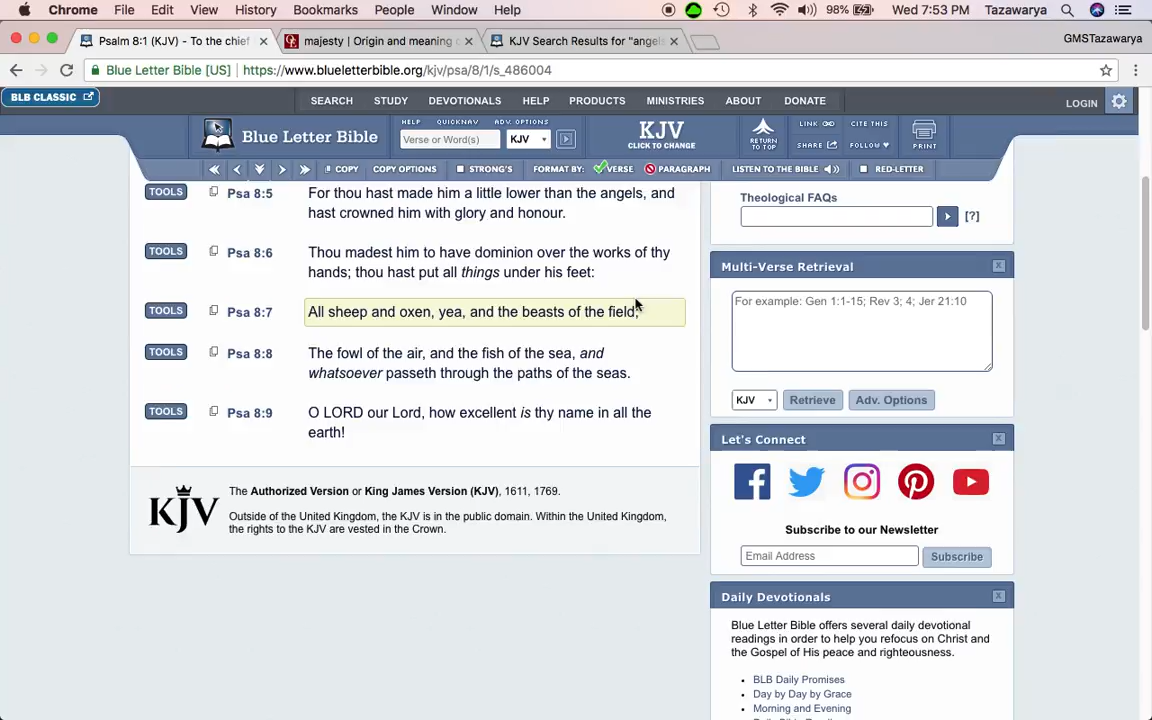 Chrome File Edit View History Bookmarks People Window Help 98% Wed 7:53 PM Tazawarya
Psalm 8:1 (KJV) - To the chief majesty | Origin and meaning o KJV Search Results for "angels GMSTazawarya
Blue Letter Bible [US] https://www.blueletterbible.org/kjv/psa/8/1/s_486004
BLB CLASSIC SEARCH STUDY DEVOTIONALS HELP PRODUCTS MINISTRIES ABOUT DONATE LOGIN
HELP QUICKNAV ADV. OPTIONS
Blue Letter Bible Verse or Word(s) KJV
KJV
CLICK TO CHANGE
RETURN
TO TOP
LINK CITE THIS
SHARE FOLLOW
PRINT
COPY COPY OPTIONS STRONG'S FORMAT BY: VERSE PARAGRAPH LISTEN TO THE BIBLE RED-LETTER
TOOLS Psa 8:5 For thou hast made him a little lower than the angels, and
hast crowned him with glory and honour.
TOOLS Psa 8:6 Thou madest him to have dominion over the works of thy
hands; thou hast put all things under his feet:
TOOLS Psa 8:7 All sheep and oxen, yea, and the beasts of the field;
TOOLS Psa 8:8 The fowl of the air, and the fish of the sea, and
whatsoever passeth through the paths of the seas.
TOOLS Psa 8:9 O LORD our Lord, how excellent is thy name in all the
earth!
KJV
The Authorized Version or King James Version (KJV), 1611, 1769.
Outside of the United Kingdom, the KJV is in the public domain. Within the United Kingdom,
the rights to the KJV are vested in the Crown.
Theological FAQs
[?]
Multi-Verse Retrieval X
For example: Gen 1:1-15; Rev 3; 4; Jer 21:10
KJV Retrieve Adv. Options
Let's Connect X
Subscribe to our Newsletter
Email Address Subscribe
Daily Devotionals X
Blue Letter Bible offers several daily devotional
readings in order to help you refocus on Christ and
the Gospel of His peace and righteousness.
BLB Daily Promises
Day by Day by Grace
Morning and Evening